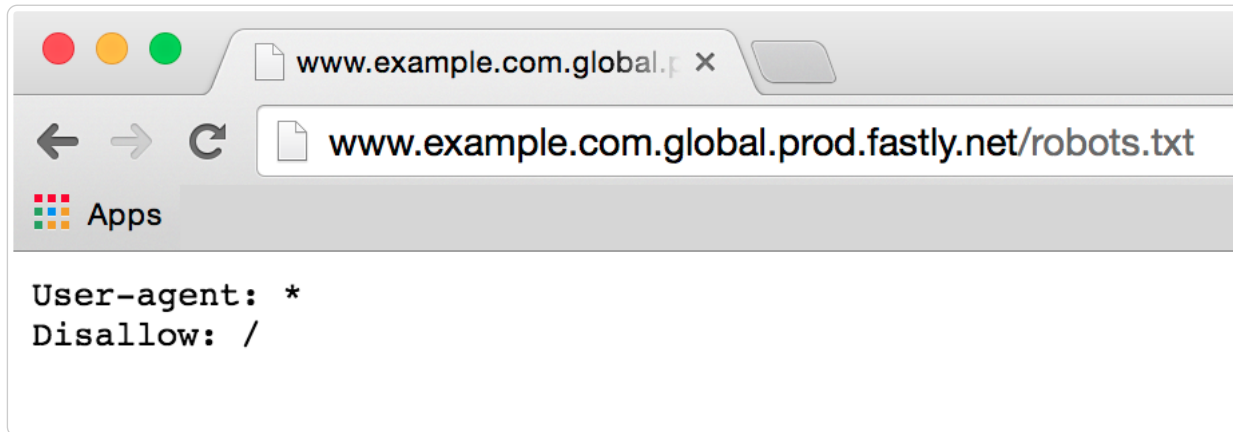 www.example.com.global.p
www.example.com.global.prod.fastly.net/robots.txt
Apps
User-agent: *
Disallow: /